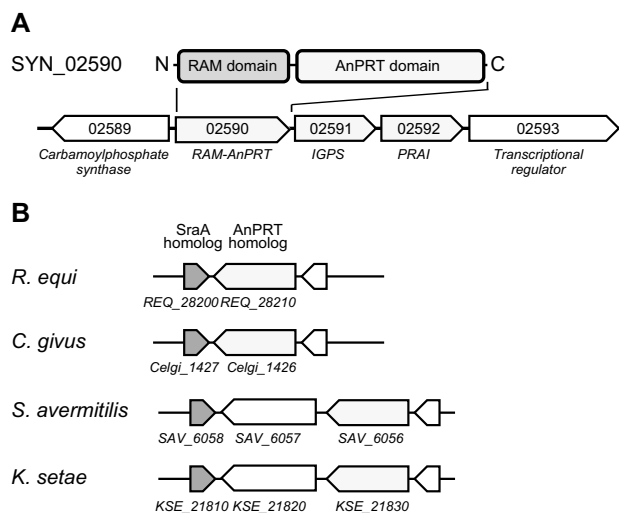 A
SYN_02590 N RAM domain AnPRT domain C
02589 02590 02591 02592 02593
Carbamoylphosphate synthase RAM-AnPRT IGPS PRAI Transcriptional regulator
B
SraA homolog AnPRT homolog
R. equi
REQ_28200 REQ_28210
C. givus
Celgi_1427 Celgi_1426
S. avermitilis
SAV_6058 SAV_6057 SAV_6056
K. setae
KSE_21810 KSE_21820 KSE_21830